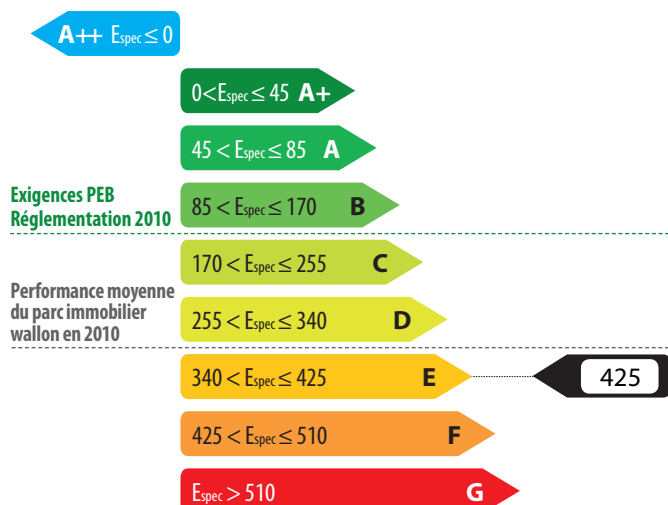 A++ Espec ≤ 0
0<Espec ≤ 45 A+
45 < Espec ≤ 85 A
Exigences PEB
Réglementation 2010
85 < Espec ≤ 170 B
170 < Espec ≤ 255 C
Performance moyenne
du parc immobilier
wallon en 2010
255 < Espec ≤ 340 D
340 < Espec ≤ 425 E
425
425 < Espec ≤ 510 F
Espec > 510 G